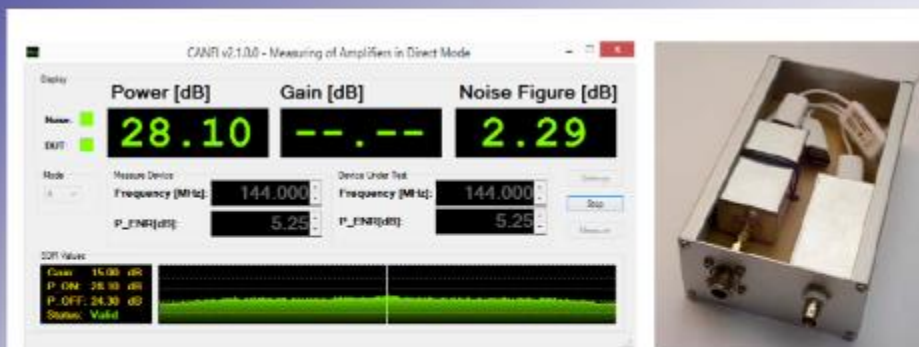 CANFI v2.1.0.0 - Measuring of Amplifiers in Direct Mode
Display
Power [dB]
Gain [dB]
Noise Figure [dB]
Noise:
DUT:
28.10
--.--
2.29
Mode
Measure Device
Device Under Test
Frequency [MHz]:
144.000
Frequency [MHz]:
144.000
Stop
P_ENR[dB]:
5.25
P_ENR[dB]:
5.25
Measure
SDR Values
Gain: 15.00 dB
P_ON: 28.10 dB
P_OFF: 24.30 dB
Status: Valid